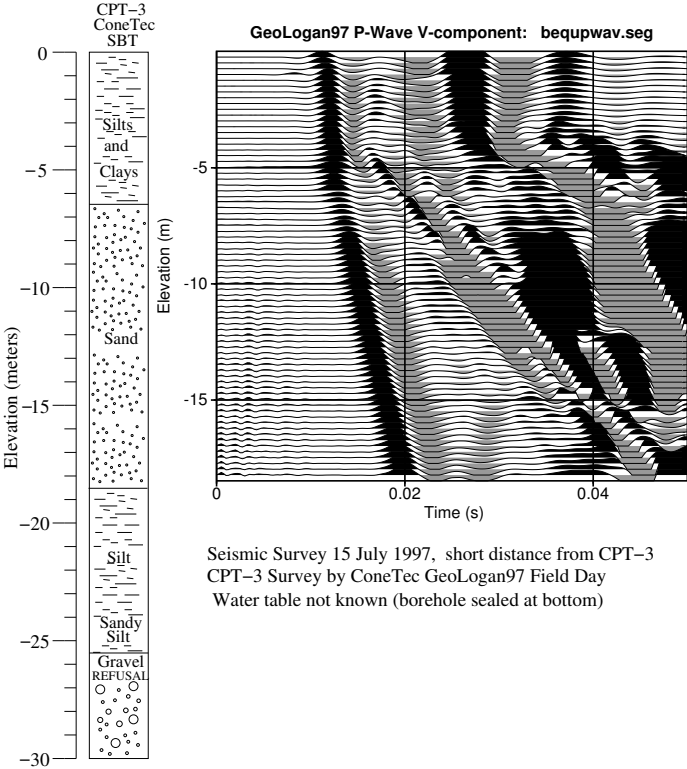 CPT-3
ConeTec
SBT
GeoLogan97 P-Wave V-component: bequpwav.seg
0
−5
−10
−15
−20
−25
−30
Elevation (meters)
Silts
and
Clays
Sand
Silt
Sandy
Silt
Gravel
REFUSAL
Elevation (m)
-5
-10
-15
0
0.02
0.04
Time (s)
Seismic Survey 15 July 1997, short distance from CPT−3
CPT−3 Survey by ConeTec GeoLogan97 Field Day
Water table not known (borehole sealed at bottom)